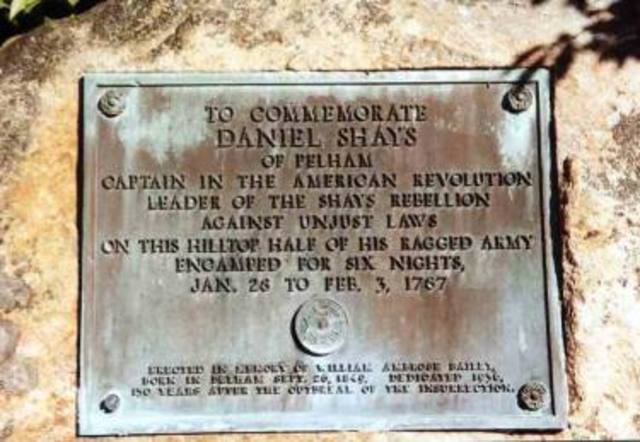 TO COMMEMORATE
DANIEL SHAYS
OF PELHAM
CAPTAIN IN THE AMERICAN REVOLUTION
LEADER OF THE SHAYS REBELLION
AGAINST UNJUST LAWS
ON THIS HILLTOP HALF OF HIS RAGGED ARMY
ENCAMPED FOR SIX NIGHTS,
JAN. 28 TO FEB. 3, 1787
ERECTED IN MEMORY OF WILLIAM AMBROSE BAILEY,
BORN IN PELHAM SEPT. 26, 1849. DEDICATED 1936,
150 YEARS AFTER THE OUTBREAK OF THE INSURRECTION.